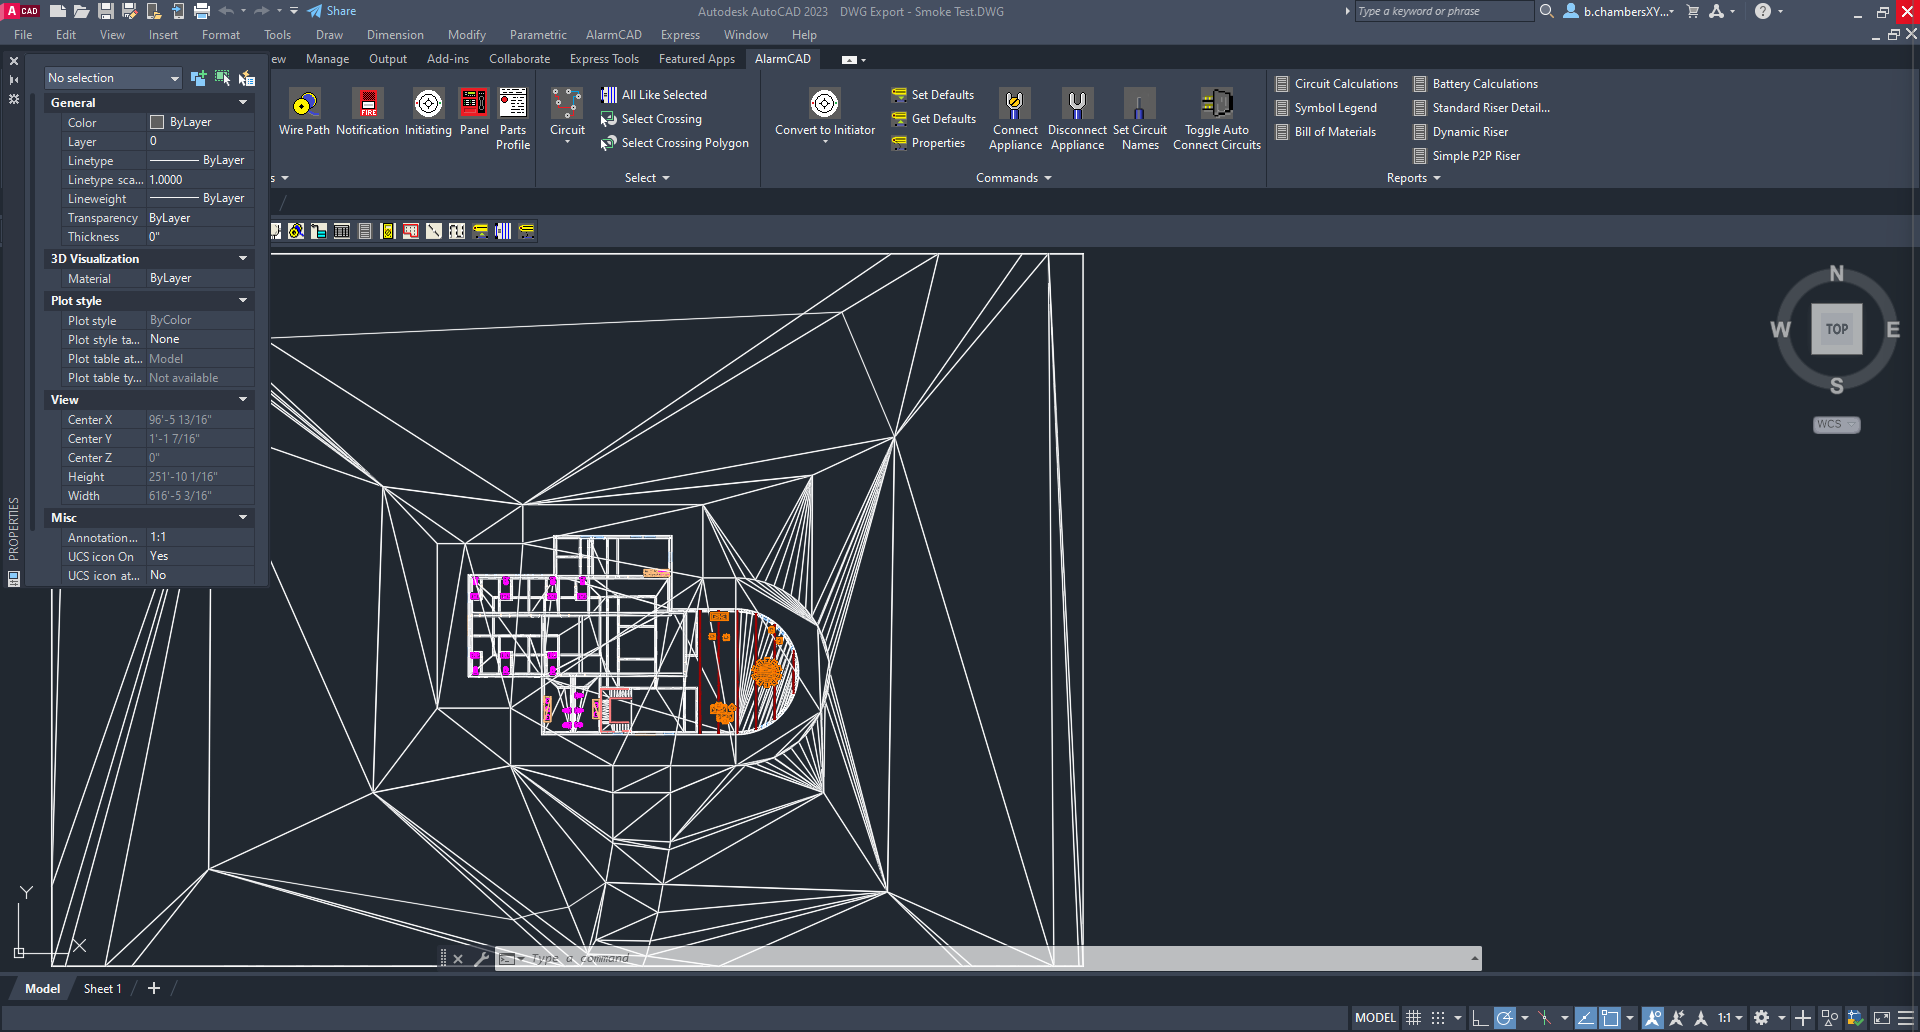 A CAD
Share
Autodesk AutoCAD 2023 DWG Export - Smoke Test.DWG
Type a keyword or phrase
b.chambersXY...
File Edit View Insert Format Tools Draw Dimension Modify Parametric AlarmCAD Express Window Help
ew Manage Output Add-ins Collaborate Express Tools Featured Apps AlarmCAD
Wire Path
FIRE
Notification
Initiating
Panel
Parts Profile
Circuit
All Like Selected
Select Crossing
Select Crossing Polygon
Select
Convert to Initiator
Set Defaults
Get Defaults
Properties
Connect Appliance
Disconnect Appliance
Set Circuit Names
Toggle Auto Connect Circuits
Commands
Circuit Calculations
Symbol Legend
Bill of Materials
Battery Calculations
Standard Riser Detail...
Dynamic Riser
Simple P2P Riser
Reports
s
No selection
General
Color ByLayer
Layer 0
Linetype ByLayer
Linetype sca... 1.0000
Lineweight ByLayer
Transparency ByLayer
Thickness 0"
3D Visualization
Material ByLayer
Plot style
Plot style ByColor
Plot style ta... None
Plot table at... Model
Plot table ty... Not available
View
Center X 96'-5 13/16"
Center Y 1'-1 7/16"
Center Z 0"
Height 251'-10 1/16"
Width 616'-5 3/16"
Misc
Annotation... 1:1
UCS icon On Yes
UCS icon at... No
PROPERTIES
N
W TOP E
S
WCS
Y
X
Type a command
Model Sheet 1
MODEL
1:1